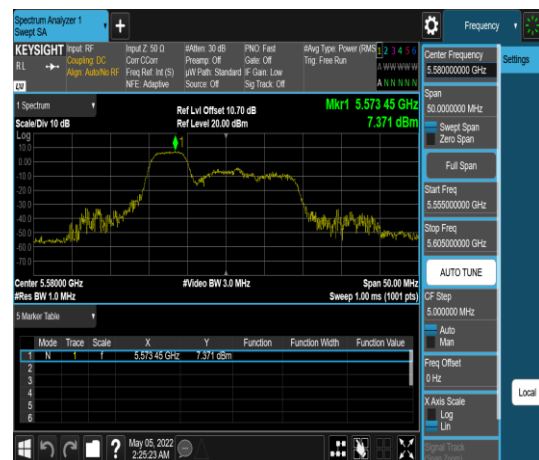 Spectrum Analyzer 1
Swept SA
+
Frequency
KEYSIGHT
RL
LXI
Input: RF
Coupling: DC
Align: Auto/No RF
Input Z: 50 Ω
Corr CCorr
Freq Ref: Int (S)
NFE: Adaptive
#Atten: 30 dB
Preamp: Off
µW Path: Standard
Source: Off
PNO: Fast
Gate: Off
IF Gain: Low
Sig Track: Off
#Avg Type: Power (RMS
Trig: Free Run
1 2 3 4 5 6
A W W W W W
A N N N N N
1 Spectrum
Scale/Div 10 dB
Ref Lvl Offset 10.70 dB
Ref Level 20.00 dBm
Mkr1 5.573 45 GHz
7.371 dBm
Log
10.0
0.00
-10.0
-20.0
-30.0
-40.0
-50.0
-60.0
-70.0
1
Center 5.58000 GHz
#Res BW 1.0 MHz
#Video BW 3.0 MHz
Span 50.00 MHz
Sweep 1.00 ms (1001 pts)
5 Marker Table
Mode Trace Scale X Y Function Function Width Function Value
1 N 1 f 5.573 45 GHz 7.371 dBm
2
3
4
5
6
May 05, 2022
2:25:23 AM
Center Frequency
5.580000000 GHz
Span
50.0000000 MHz
Swept Span
Zero Span
Full Span
Start Freq
5.555000000 GHz
Stop Freq
5.605000000 GHz
AUTO TUNE
CF Step
5.000000 MHz
Auto
Man
Freq Offset
0 Hz
X Axis Scale
Log
Lin
Signal Track
(Span Zoom)
Settings
Local